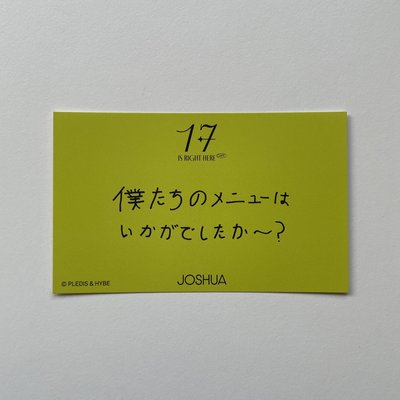 17
IS RIGHT HERE
僕たちのメニューは
いかがでしたか〜?
© PLEDIS & HYBE
JOSHUA